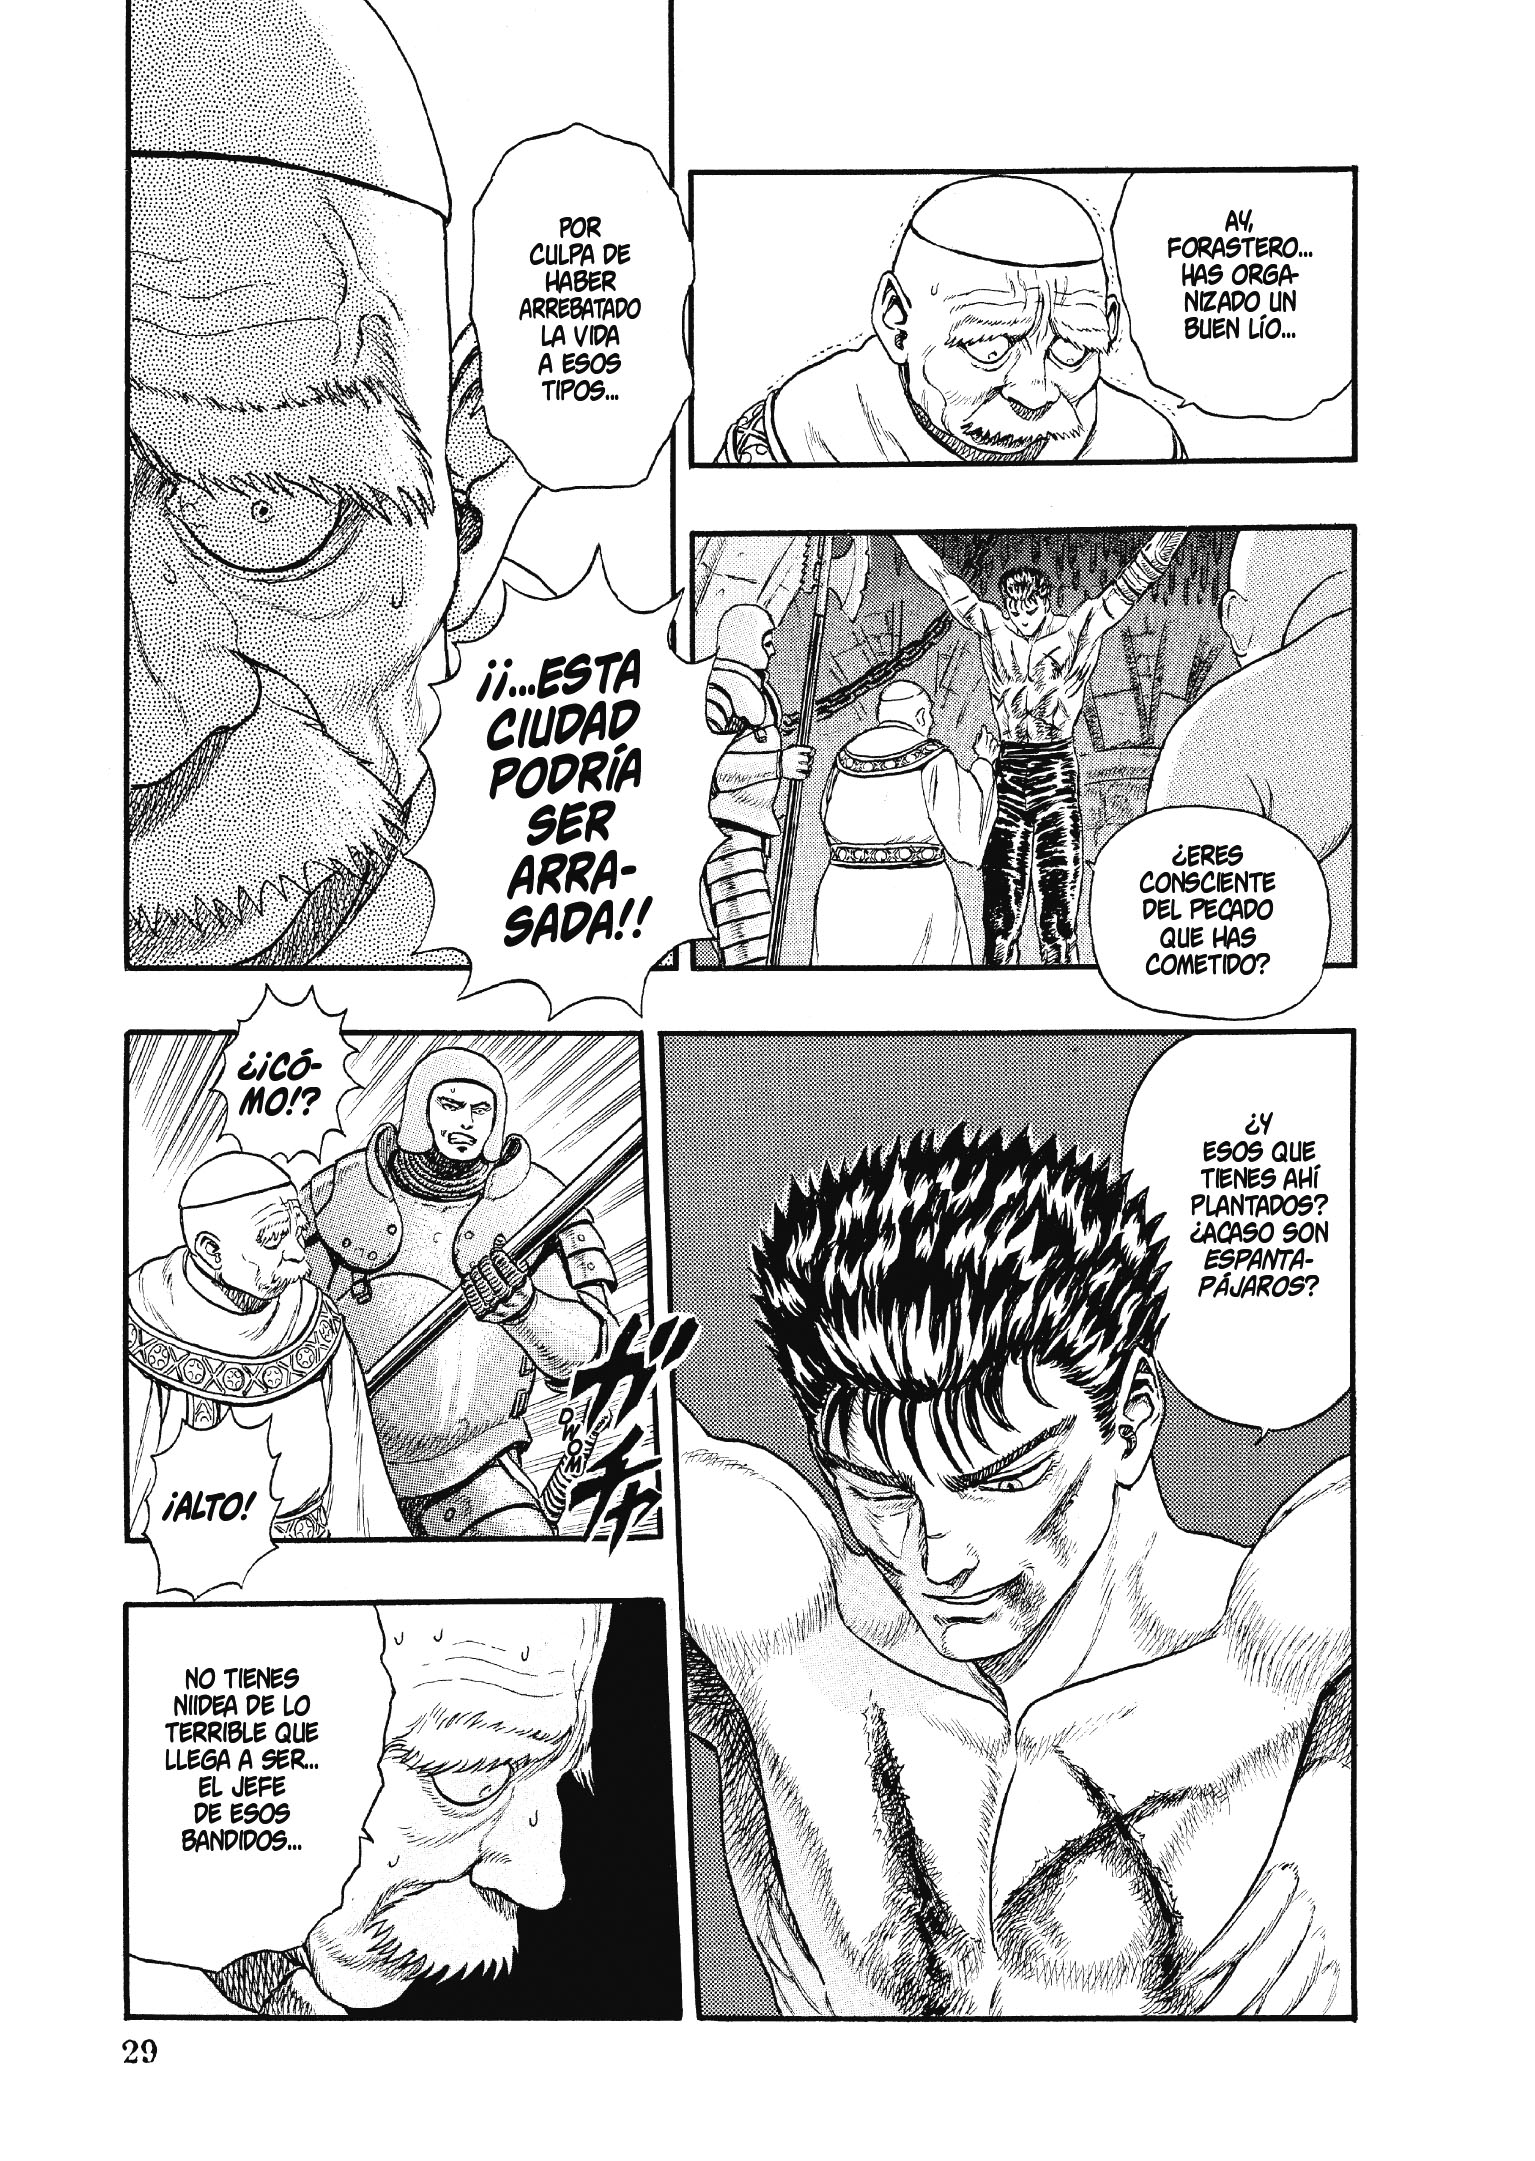 AY,
FORASTERO...
HAS ORGA-
NIZADO UN
BUEN LÍO...
¿ERES
CONSCIENTE
DEL PECADO
QUE HAS
COMETIDO?
POR
CULPA DE
HABER
ARREBATADO
LA VIDA
A ESOS
TIPOS...
¡¡...ESTA
CIUDAD
PODRÍA
SER
ARRA-
SADA!!
¿Y
ESOS QUE
TIENES AHÍ
PLANTADOS?
¿ACASO SON
ESPANTA-
PÁJAROS?
¿¡CÓ-
MO!?
ガチャ
DWOM
¡ALTO!
NO TIENES
NIIDEA DE LO
TERRIBLE QUE
LLEGA A SER...
EL JEFE
DE ESOS
BANDIDOS...
29